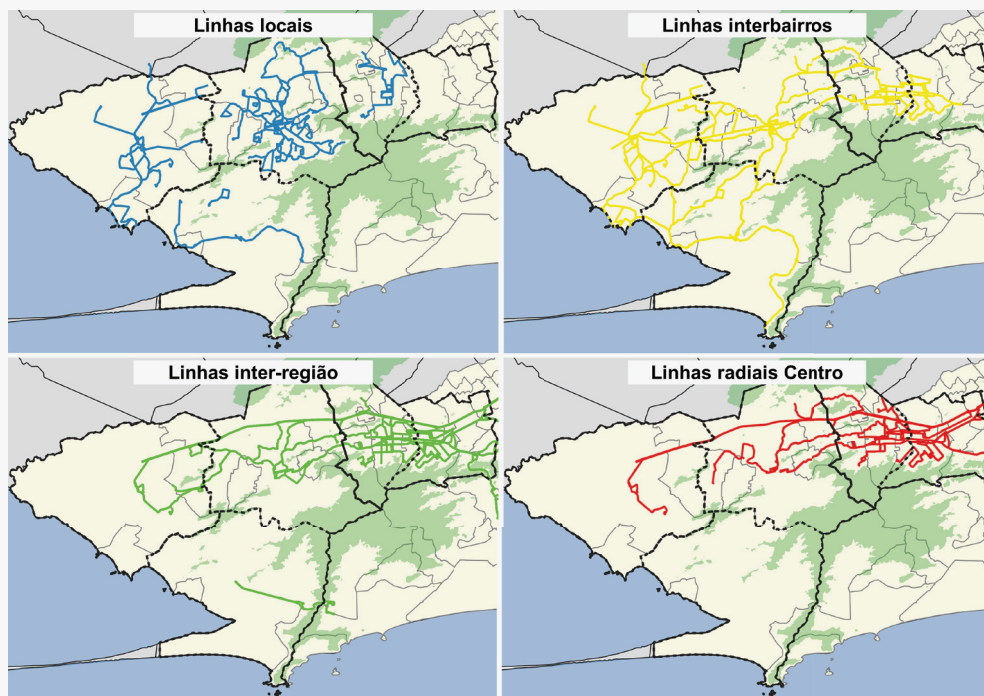 Linhas locais
Linhas interbairros
Linhas inter-região
Linhas radiais Centro